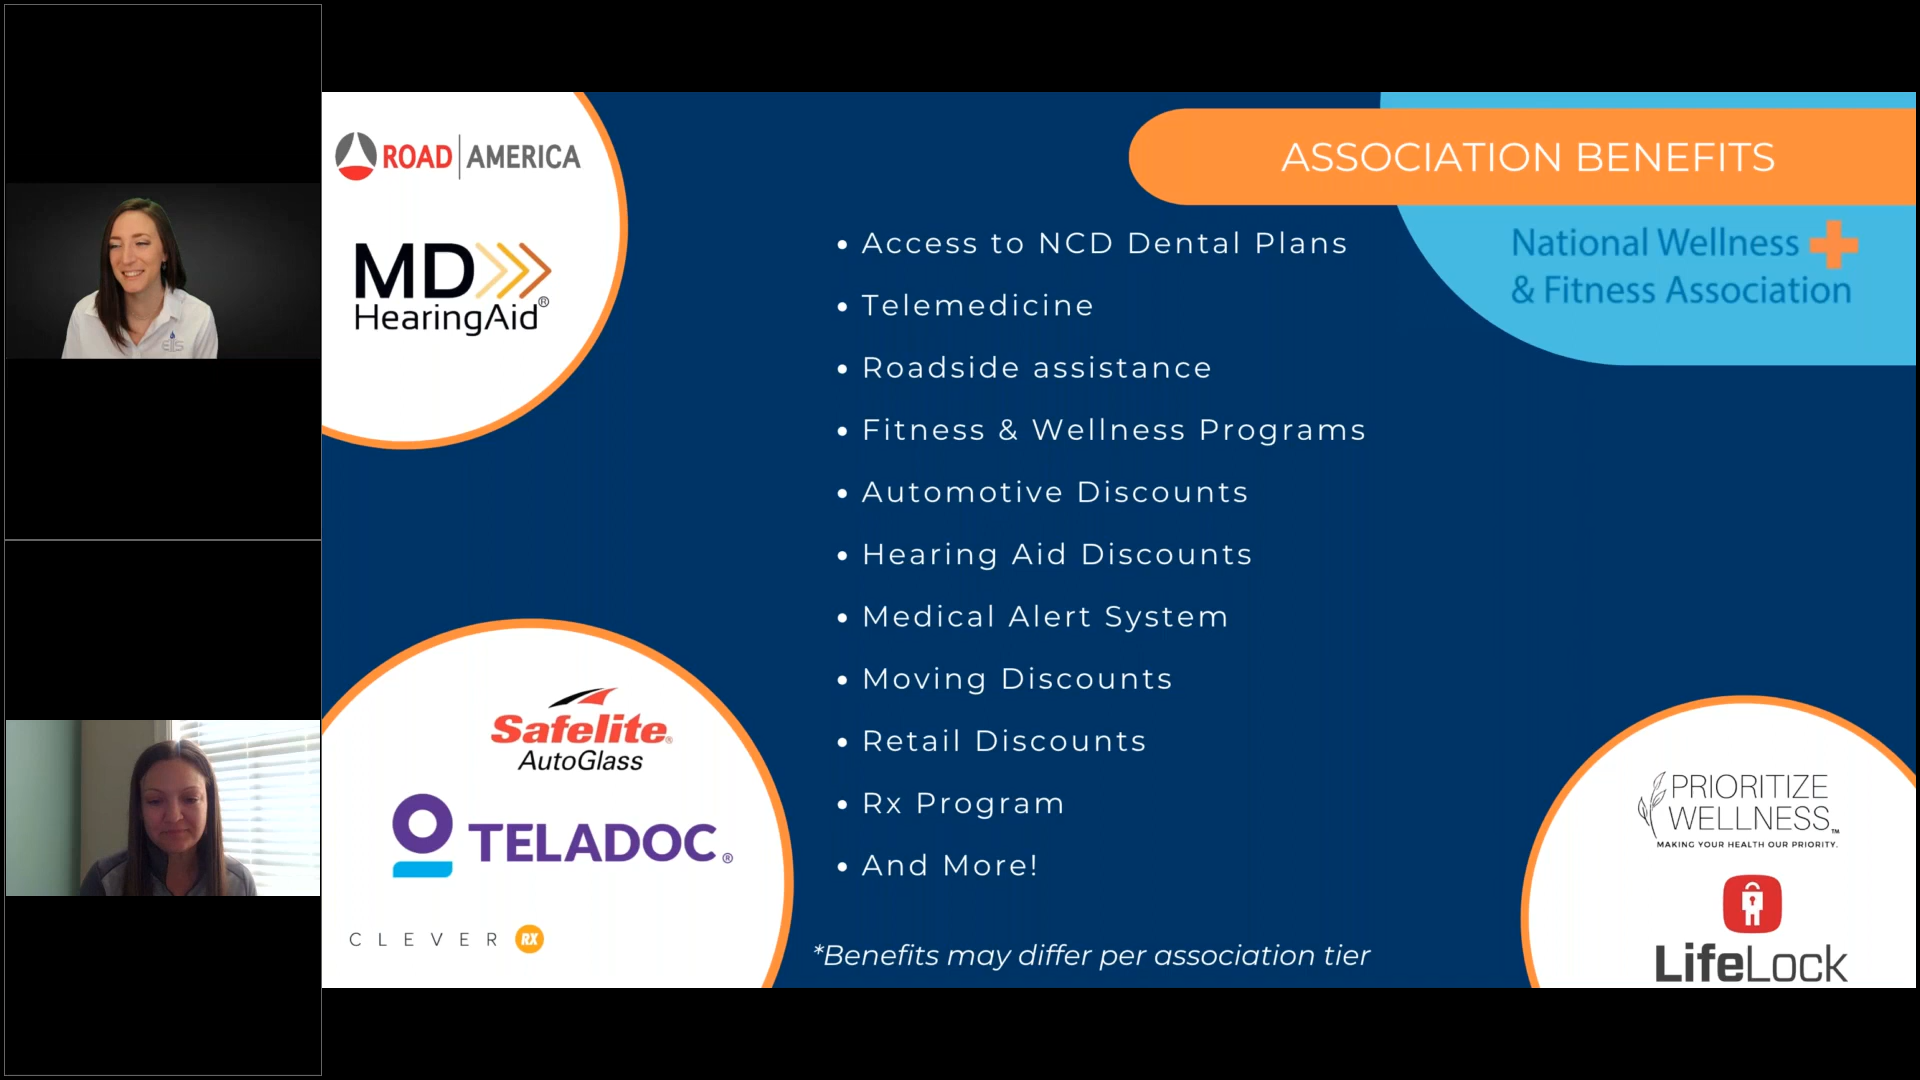 ROAD AMERICA
MD
HearingAid®
ASSOCIATION BENEFITS
National Wellness
& Fitness Association
• Access to NCD Dental Plans
• Telemedicine
• Roadside assistance
• Fitness & Wellness Programs
• Automotive Discounts
• Hearing Aid Discounts
• Medical Alert System
• Moving Discounts
• Retail Discounts
• Rx Program
• And More!
*Benefits may differ per association tier
Safelite®
AutoGlass
TELADOC®
CLEVER RX
PRIORITIZE
WELLNESS™
MAKING YOUR HEALTH OUR PRIORITY.
LifeLock
EIS